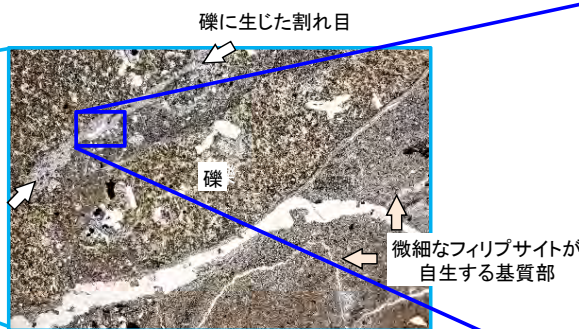 礫に生じた割れ目
礫
微細なフィリプサイトが
自生する基質部